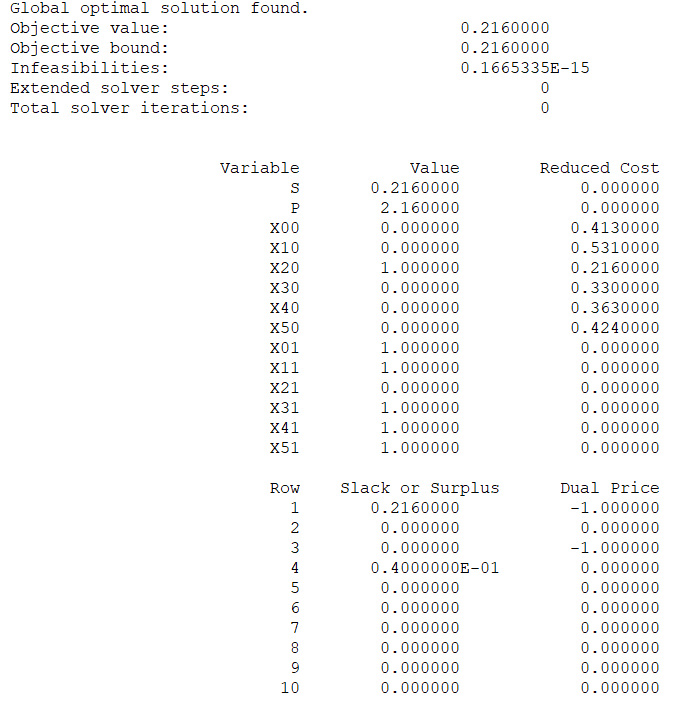 Global optimal solution found.
Objective value: 0.2160000
Objective bound: 0.2160000
Infeasibilities: 0.1665335E-15
Extended solver steps: 0
Total solver iterations: 0
Variable Value Reduced Cost
S 0.2160000 0.000000
P 2.160000 0.000000
X00 0.000000 0.4130000
X10 0.000000 0.5310000
X20 1.000000 0.2160000
X30 0.000000 0.3300000
X40 0.000000 0.3630000
X50 0.000000 0.4240000
X01 1.000000 0.000000
X11 1.000000 0.000000
X21 0.000000 0.000000
X31 1.000000 0.000000
X41 1.000000 0.000000
X51 1.000000 0.000000
Row Slack or Surplus Dual Price
1 0.2160000 -1.000000
2 0.000000 0.000000
3 0.000000 -1.000000
4 0.4000000E-01 0.000000
5 0.000000 0.000000
6 0.000000 0.000000
7 0.000000 0.000000
8 0.000000 0.000000
9 0.000000 0.000000
10 0.000000 0.000000